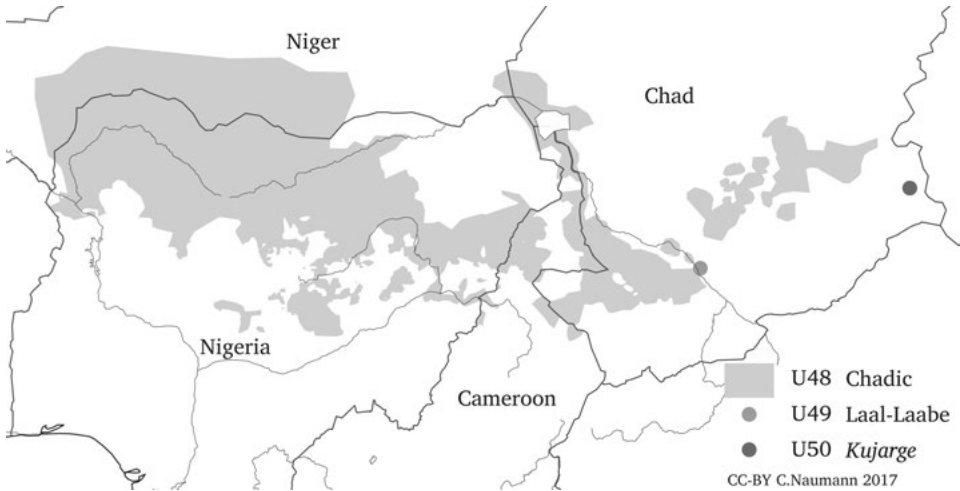 Niger
Chad
Nigeria
Cameroon
U48 Chadic
U49 Laal-Laabe
U50 Kujarge
CC-BY C.Naumann 2017